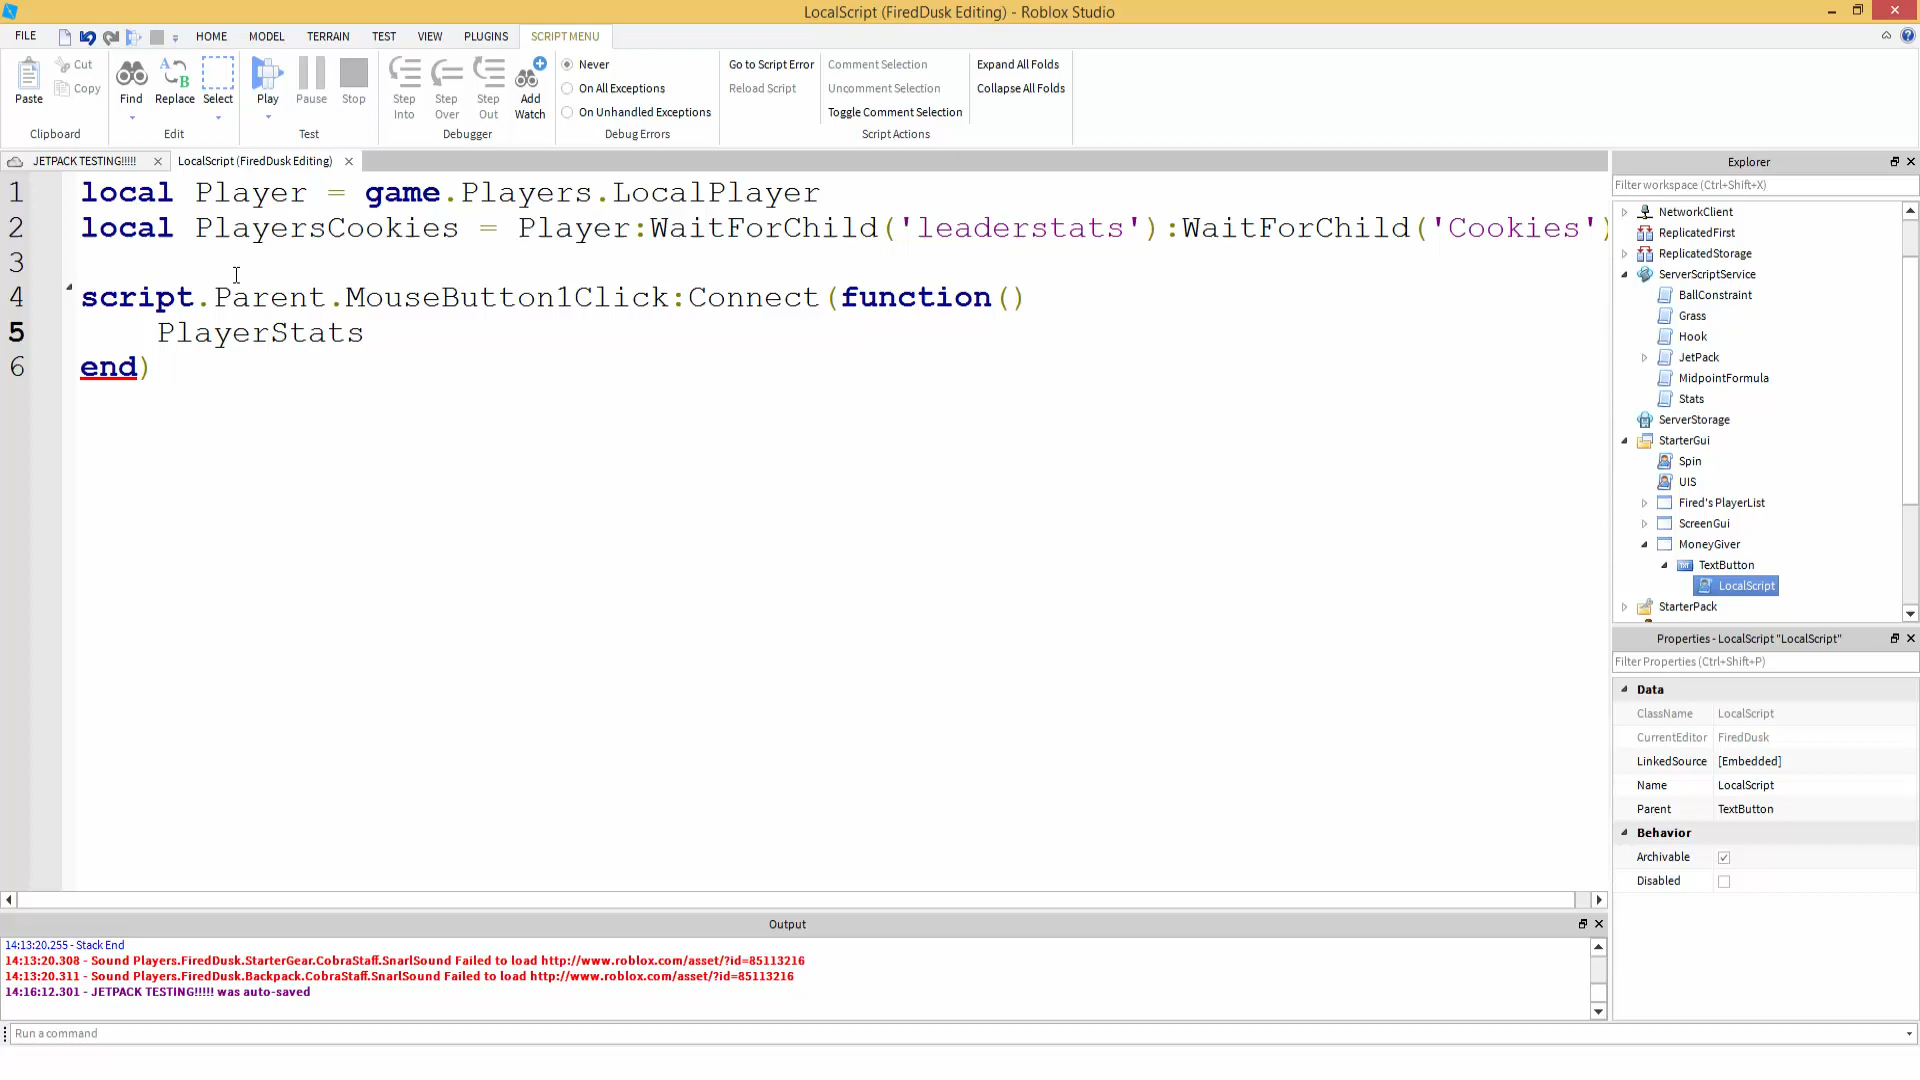 LocalScript (FiredDusk Editing) - Roblox Studio
FILE HOME MODEL TERRAIN TEST VIEW PLUGINS SCRIPT MENU
Paste Cut Copy Clipboard
Find Replace Select Edit
Play Pause Stop Test
Step Into Step Over Step Out Add Watch Debugger
Never
On All Exceptions
On Unhandled Exceptions
Debug Errors
Go to Script Error Comment Selection
Reload Script Uncomment Selection
Toggle Comment Selection
Script Actions
Expand All Folds
Collapse All Folds
JETPACK TESTING!!!!! LocalScript (FiredDusk Editing)
1 local Player = game.Players.LocalPlayer
2 local PlayersCookies = Player:WaitForChild('leaderstats'):WaitForChild('Cookies')
3
4 script.Parent.MouseButton1Click:Connect(function()
5 PlayerStats
6 end)
Explorer
Filter workspace (Ctrl+Shift+X)
NetworkClient
ReplicatedFirst
ReplicatedStorage
ServerScriptService
BallConstraint
Grass
Hook
JetPack
MidpointFormula
Stats
ServerStorage
StarterGui
Spin
UIS
Fired's PlayerList
ScreenGui
MoneyGiver
TXT TextButton
LocalScript
StarterPack
Properties - LocalScript "LocalScript"
Filter Properties (Ctrl+Shift+P)
Data
ClassName LocalScript
CurrentEditor FiredDusk
LinkedSource [Embedded]
Name LocalScript
Parent TextButton
Behavior
Archivable
Disabled
Output
14:13:20.255 - Stack End
14:13:20.308 - Sound Players.FiredDusk.StarterGear.CobraStaff.SnarlSound Failed to load http://www.roblox.com/asset/?id=85113216
14:13:20.311 - Sound Players.FiredDusk.Backpack.CobraStaff.SnarlSound Failed to load http://www.roblox.com/asset/?id=85113216
14:16:12.301 - JETPACK TESTING!!!!! was auto-saved
Run a command